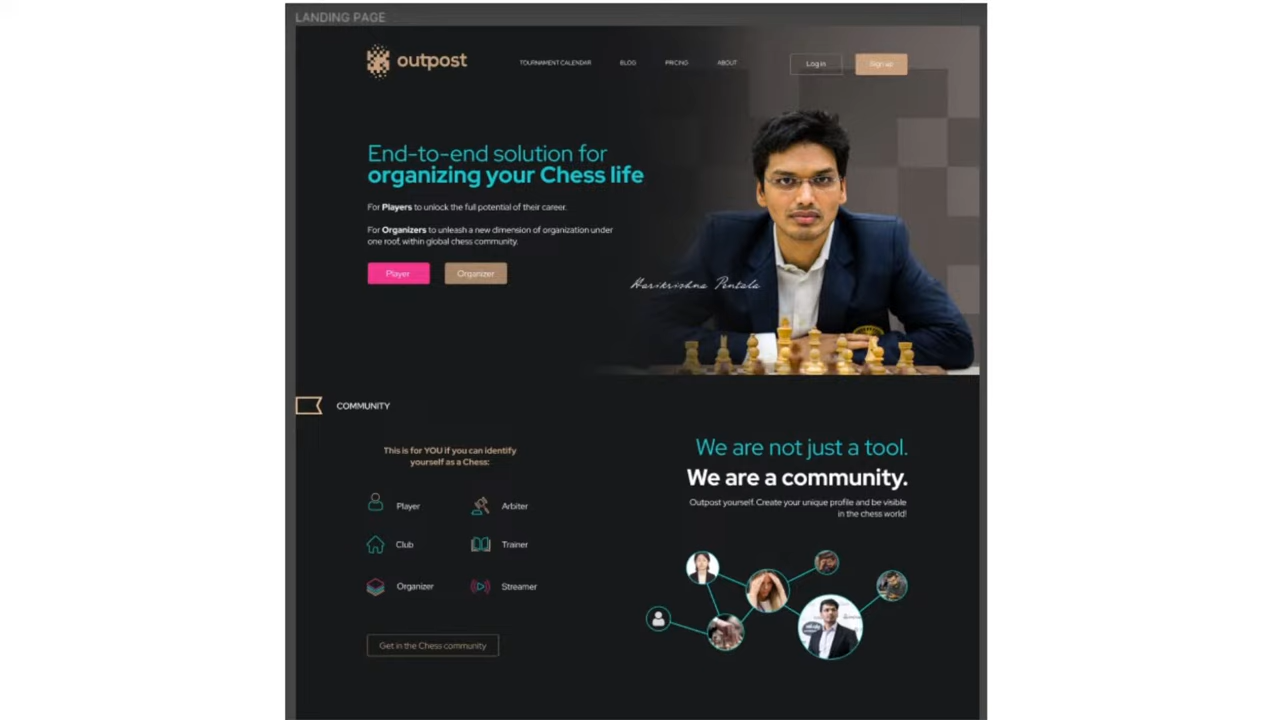 LANDING PAGE
outpost
TOURNAMENT CALENDAR BLOG PRICING ABOUT Log in Sign up
End-to-end solution for
organizing your Chess life
For Players to unlock the full potential of their career.
For Organizers to unleash a new dimension of organization under
one roof, within global chess community.
Player Organizer
Harikrishna Pentala
COMMUNITY
This is for YOU if you can identify
yourself as a Chess:
Player Arbiter
Club Trainer
Organizer Streamer
Get in the Chess community
We are not just a tool.
We are a community.
Outpost yourself. Create your unique profile and be visible
in the chess world!